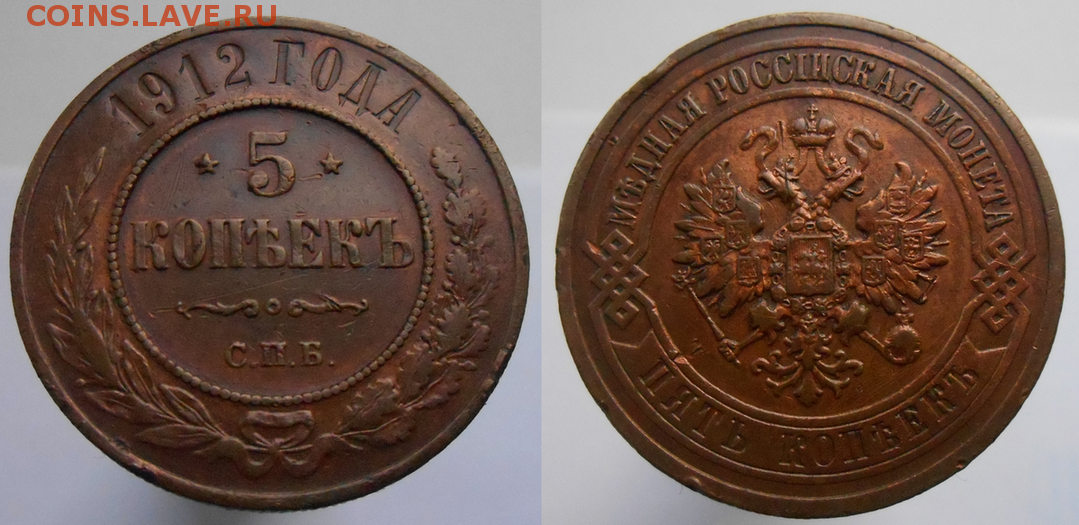 COINS.LAVE.RU
1912 ГОДА
5
КОПѢЕКЪ
С.П.Б.
МѢДНАЯ РОССІЙСКАЯ МОНЕТА
ПЯТЬ КОПѢЕКЪ